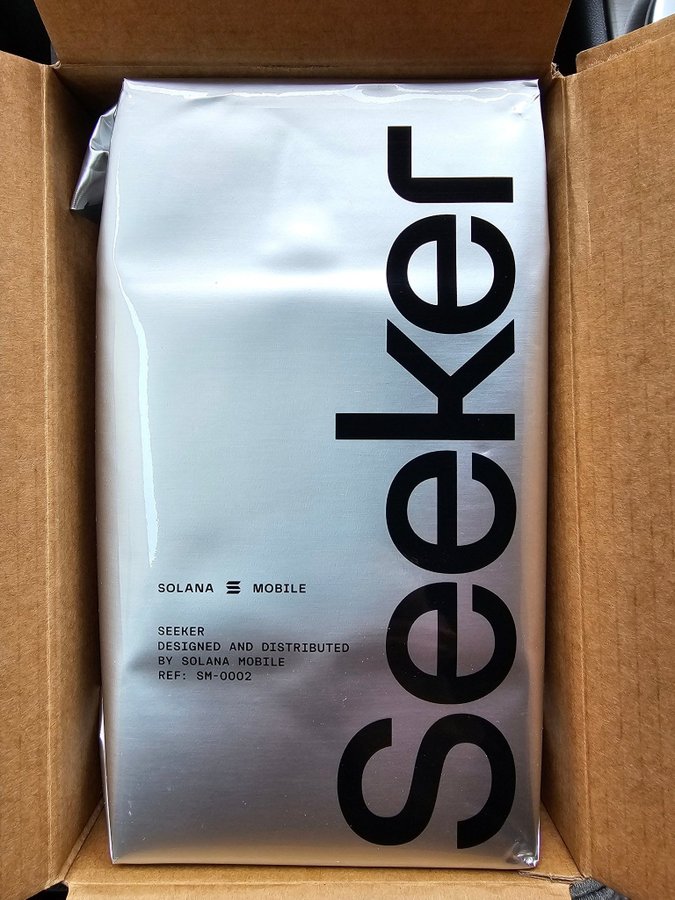 Seeker
SOLANA MOBILE
SEEKER
DESIGNED AND DISTRIBUTED
BY SOLANA MOBILE
REF: SM-0002